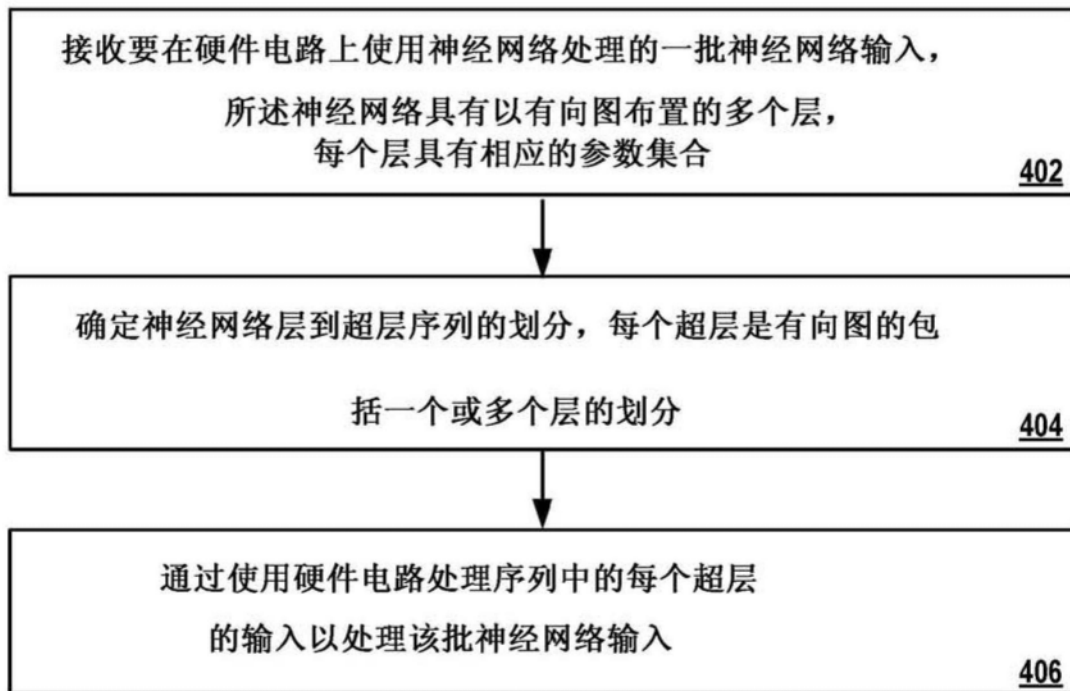 接收要在硬件电路上使用神经网络处理的一批神经网络输入，
所述神经网络具有以有向图布置的多个层，
每个层具有相应的参数集合
402
确定神经网络层到超层序列的划分，每个超层是有向图的包
括一个或多个层的划分
404
通过使用硬件电路处理序列中的每个超层
的输入以处理该批神经网络输入
406